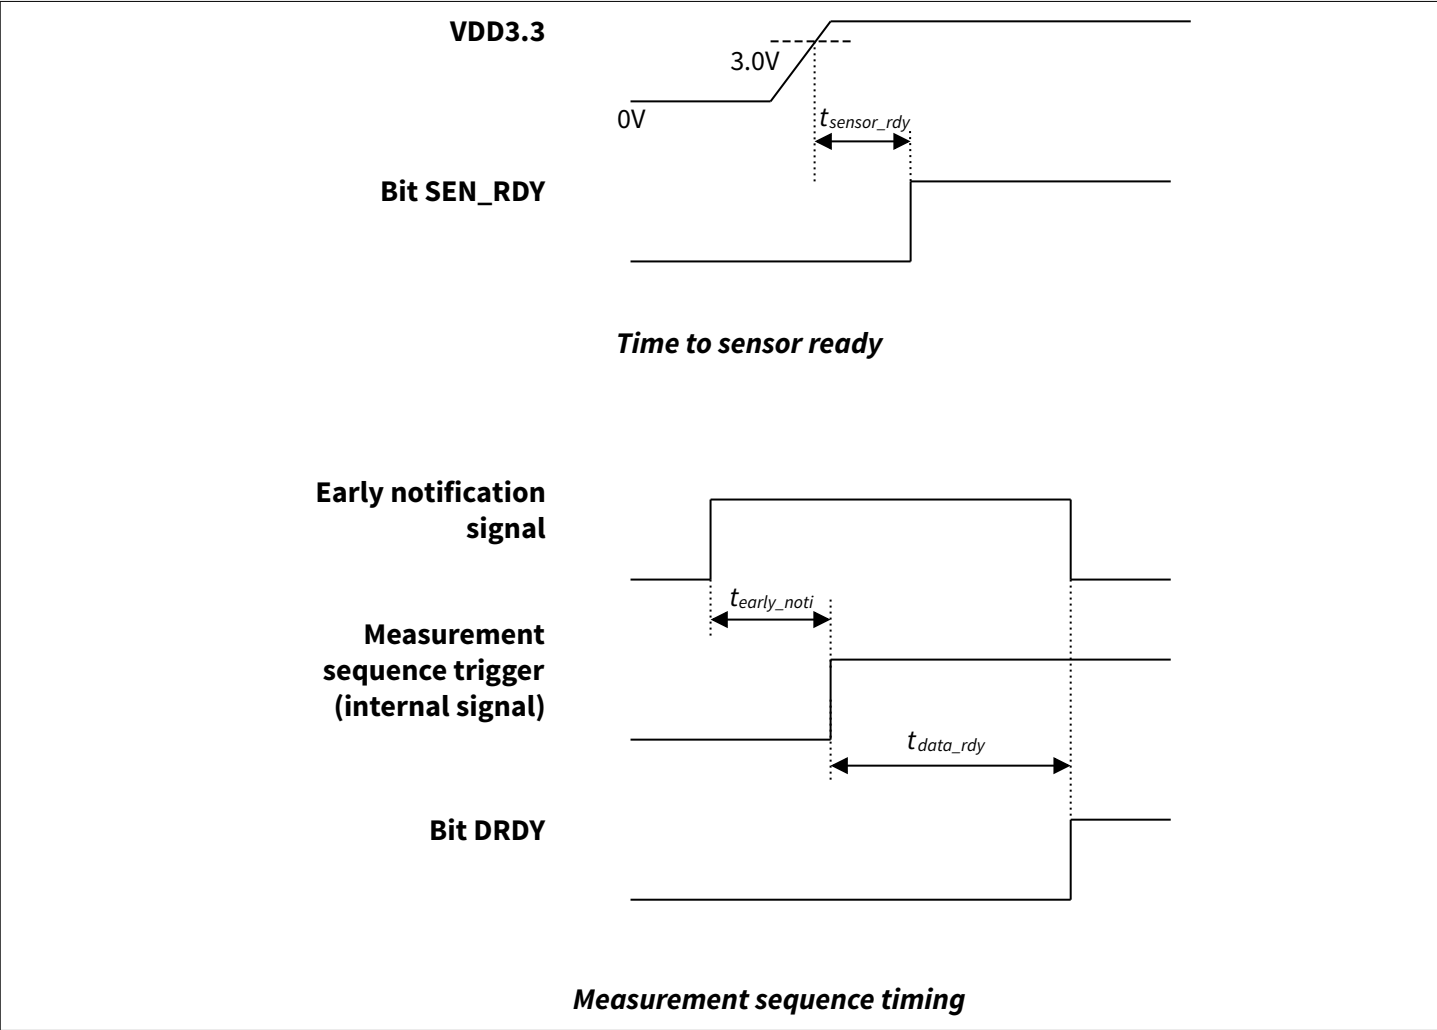 VDD3.3
3.0V
0V
tsensor_rdy
Bit SEN_RDY
Time to sensor ready
Early notification
signal
tearly_noti
Measurement
sequence trigger
(internal signal)
tdata_rdy
Bit DRDY
Measurement sequence timing